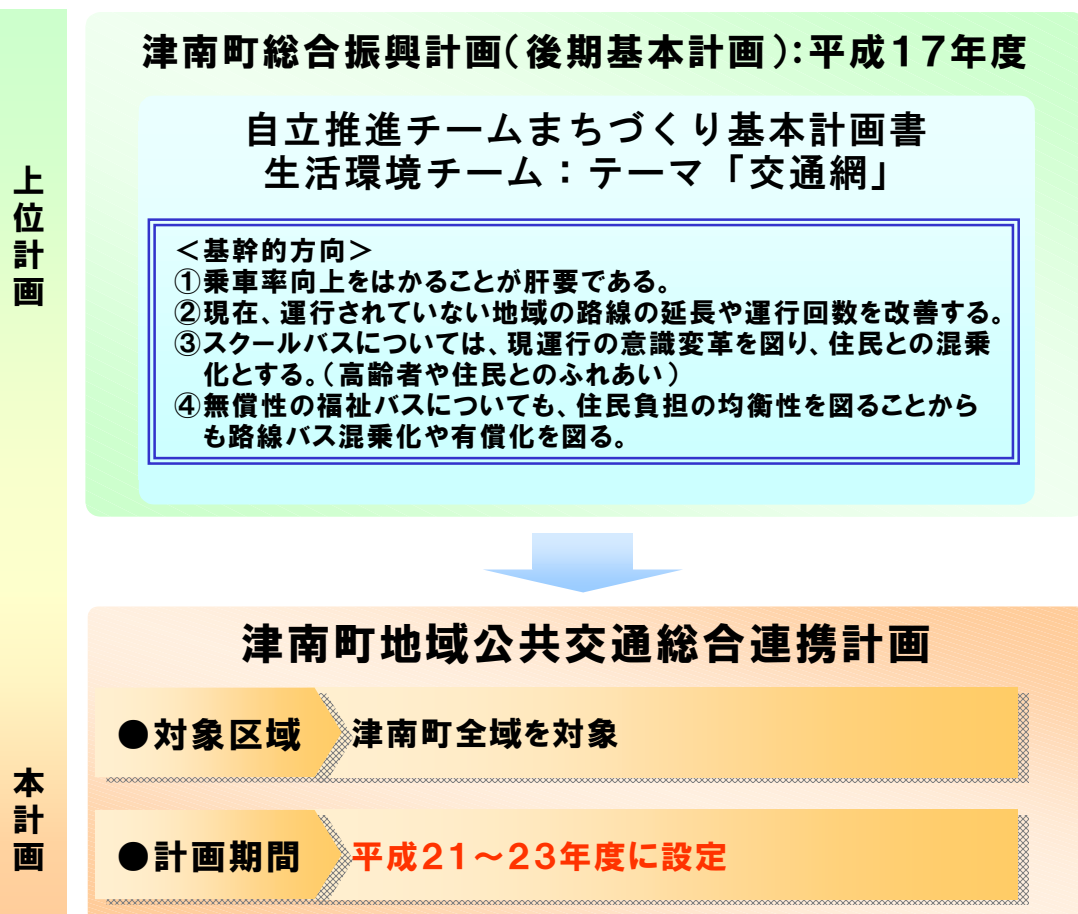 上位計画
津南町総合振興計画(後期基本計画):平成17年度
自立推進チームまちづくり基本計画書
生活環境チーム：テーマ「交通網」
＜基幹的方向＞
①乗車率向上をはかることが肝要である。
②現在、運行されていない地域の路線の延長や運行回数を改善する。
③スクールバスについては、現運行の意識変革を図り、住民との混乗
化とする。(高齢者や住民とのふれあい)
④無償性の福祉バスについても、住民負担の均衡性を図ることから
も路線バス混乗化や有償化を図る。
本計画
津南町地域公共交通総合連携計画
●対象区域
津南町全域を対象
●計画期間
平成21～23年度に設定